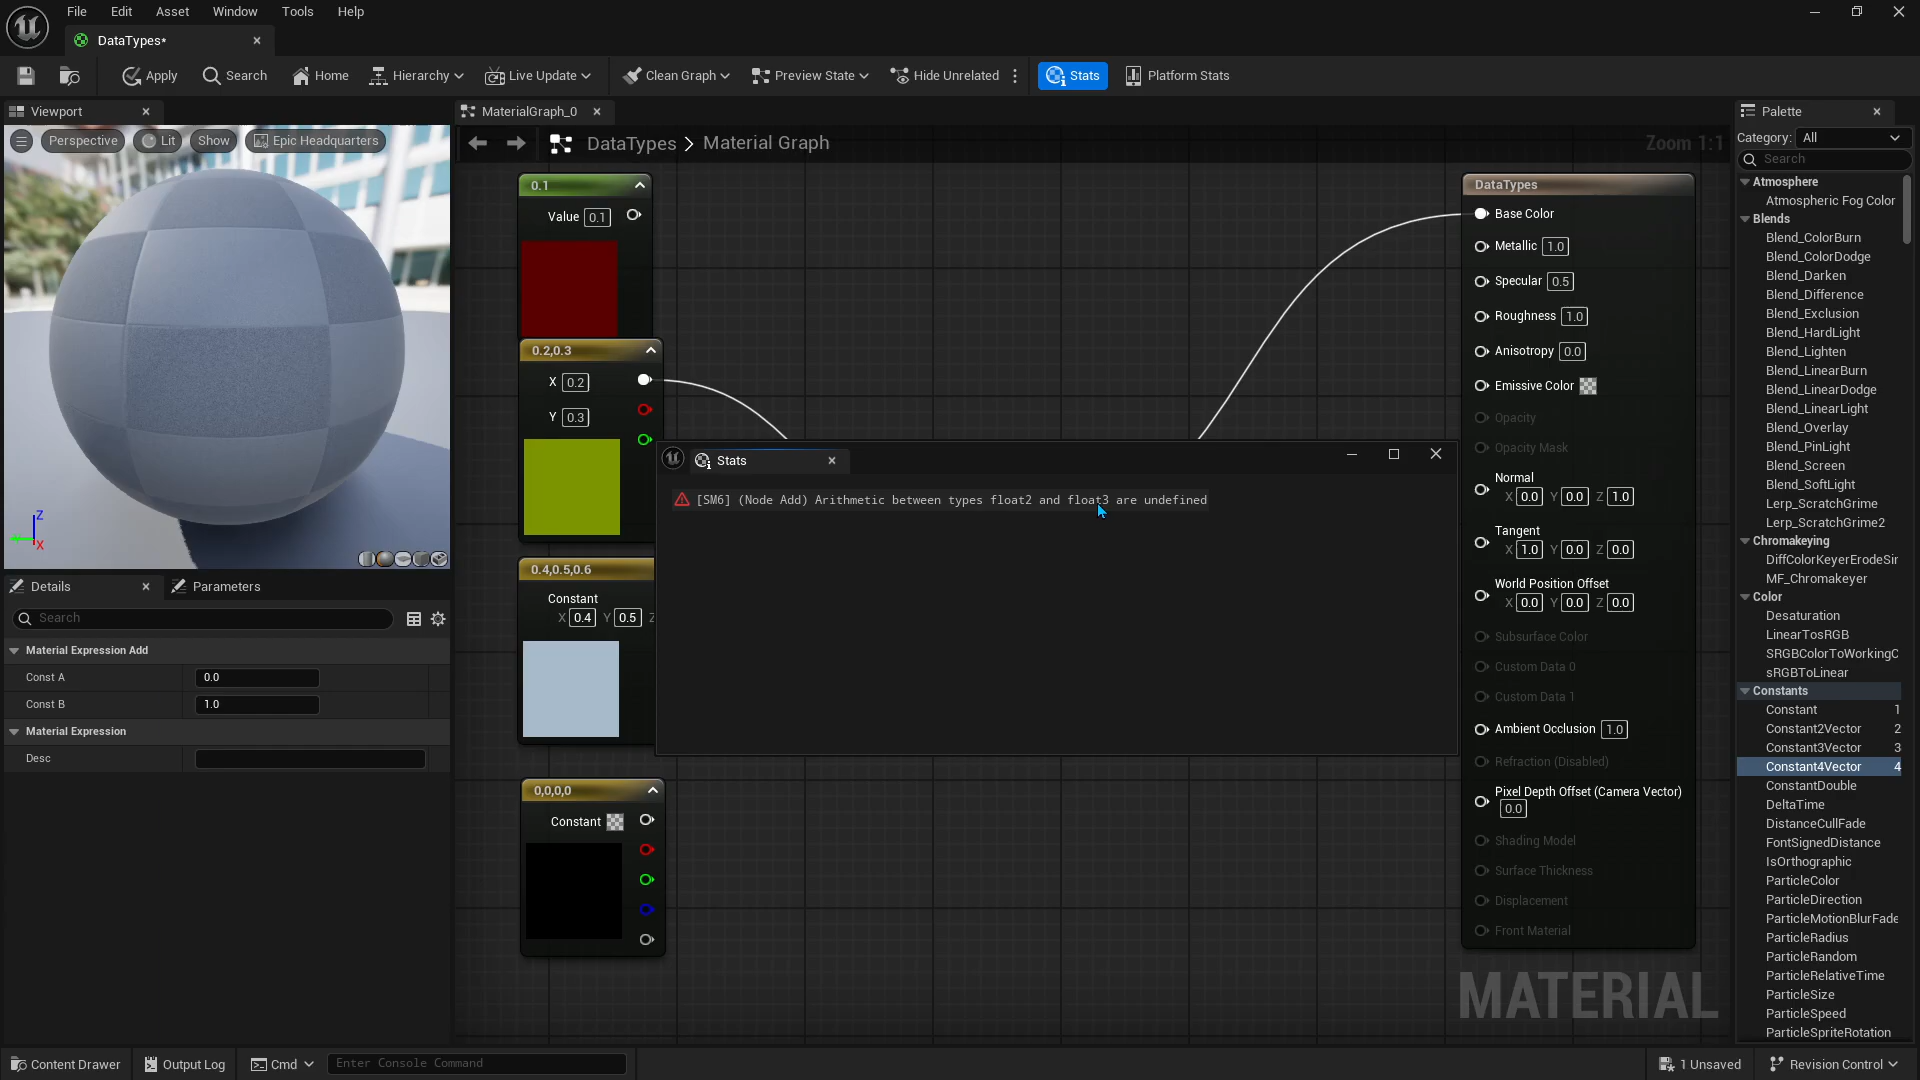 File Edit Asset Window Tools Help
DataTypes*
Apply Search Home Hierarchy Live Update Clean Graph Preview State Hide Unrelated Stats Platform Stats
Viewport
Perspective Lit Show Epic Headquarters
Z
X
Details Parameters
Search
Material Expression Add
Const A 0.0
Const B 1.0
Material Expression
Desc
MaterialGraph_0
DataTypes > Material Graph
Zoom 1:1
0.1
Value 0.1
0.2,0.3
X 0.2
Y 0.3
0.4,0.5,0.6
Constant
X 0.4 Y 0.5 Z
0,0,0,0
Constant
Stats
[SM6] (Node Add) Arithmetic between types float2 and float3 are undefined
DataTypes
Base Color
Metallic 1.0
Specular 0.5
Roughness 1.0
Anisotropy 0.0
Emissive Color
Opacity
Opacity Mask
Normal
X 0.0 Y 0.0 Z 1.0
Tangent
X 1.0 Y 0.0 Z 0.0
World Position Offset
X 0.0 Y 0.0 Z 0.0
Subsurface Color
Custom Data 0
Custom Data 1
Ambient Occlusion 1.0
Refraction (Disabled)
Pixel Depth Offset (Camera Vector)
0.0
Shading Model
Surface Thickness
Displacement
Front Material
MATERIAL
Palette
Category: All
Search
Atmosphere
Atmospheric Fog Color
Blends
Blend_ColorBurn
Blend_ColorDodge
Blend_Darken
Blend_Difference
Blend_Exclusion
Blend_HardLight
Blend_Lighten
Blend_LinearBurn
Blend_LinearDodge
Blend_LinearLight
Blend_Overlay
Blend_PinLight
Blend_Screen
Blend_SoftLight
Lerp_ScratchGrime
Lerp_ScratchGrime2
Chromakeying
DiffColorKeyerErodeSir
MF_Chromakeyer
Color
Desaturation
LinearTosRGB
SRGBColorToWorkingC
sRGBToLinear
Constants
Constant 1
Constant2Vector 2
Constant3Vector 3
Constant4Vector 4
ConstantDouble
DeltaTime
DistanceCullFade
FontSignedDistance
IsOrthographic
ParticleColor
ParticleDirection
ParticleMotionBlurFade
ParticleRadius
ParticleRandom
ParticleRelativeTime
ParticleSize
ParticleSpeed
ParticleSpriteRotation
Content Drawer Output Log Cmd Enter Console Command 1 Unsaved Revision Control